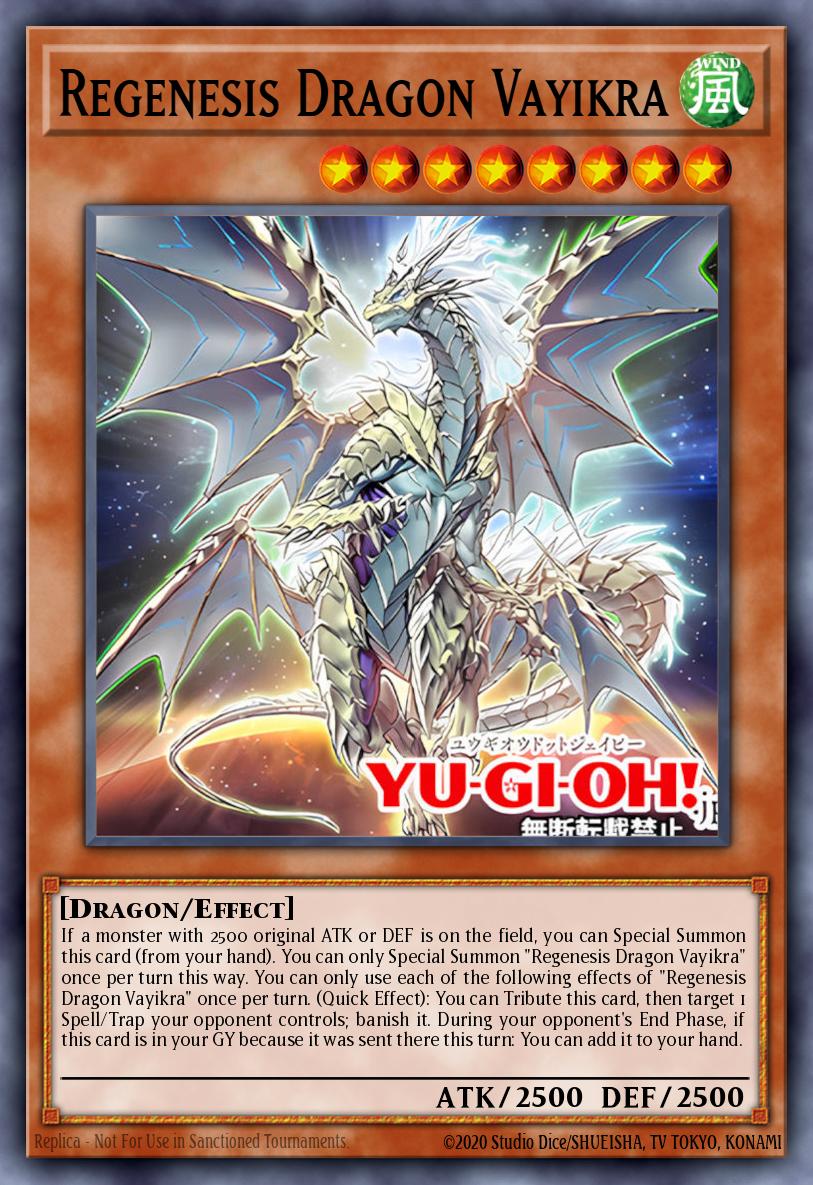 Regenesis Dragon Vayikra
WIND
風
ユウギオウドットジェイピー
YU-GI-OH!
無断転載禁止
[Dragon/Effect]
If a monster with 2500 original ATK or DEF is on the field, you can Special Summon
this card (from your hand). You can only Special Summon "Regenesis Dragon Vayikra"
once per turn this way. You can only use each of the following effects of "Regenesis
Dragon Vayikra" once per turn. (Quick Effect): You can Tribute this card, then target 1
Spell/Trap your opponent controls; banish it. During your opponent's End Phase, if
this card is in your GY because it was sent there this turn: You can add it to your hand.
ATK/2500 DEF/2500
Replica - Not For Use in Sanctioned Tournaments.
©2020 Studio Dice/SHUEISHA, TV TOKYO, KONAMI